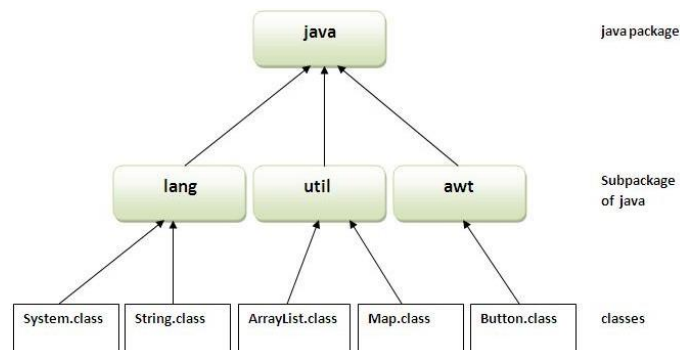 java
java package
lang
util
awt
Subpackage
of java
System.class
String.class
ArrayList.class
Map.class
Button.class
classes